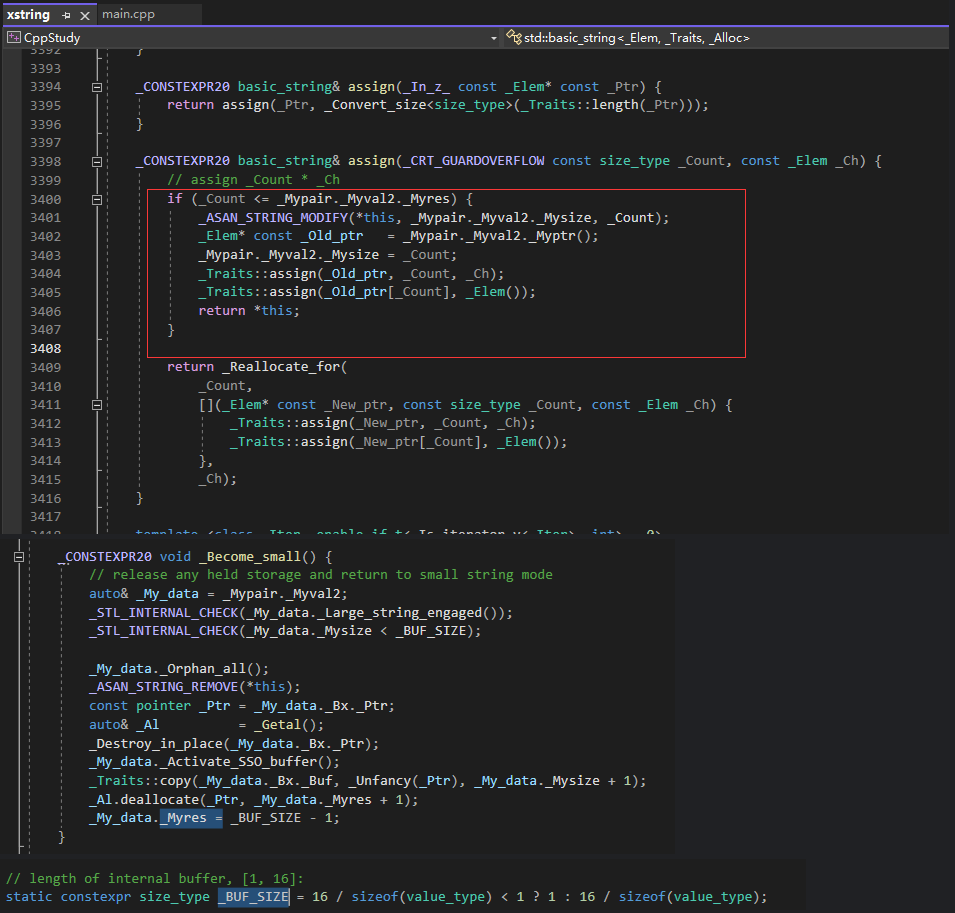 xstring main.cpp
CppStudy std::basic_string<_Elem, _Traits, _Alloc>
3392 }
3393
3394 _CONSTEXPR20 basic_string& assign(_In_z_ const _Elem* const _Ptr) {
3395 return assign(_Ptr, _Convert_size<size_type>(_Traits::length(_Ptr)));
3396 }
3397
3398 _CONSTEXPR20 basic_string& assign(_CRT_GUARDOVERFLOW const size_type _Count, const _Elem _Ch) {
3399 // assign _Count * _Ch
3400 if (_Count <= _Mypair._Myval2._Myres) {
3401 _ASAN_STRING_MODIFY(*this, _Mypair._Myval2._Mysize, _Count);
3402 _Elem* const _Old_ptr = _Mypair._Myval2._Myptr();
3403 _Mypair._Myval2._Mysize = _Count;
3404 _Traits::assign(_Old_ptr, _Count, _Ch);
3405 _Traits::assign(_Old_ptr[_Count], _Elem());
3406 return *this;
3407 }
3408
3409 return _Reallocate_for(
3410 _Count,
3411 [](_Elem* const _New_ptr, const size_type _Count, const _Elem _Ch) {
3412 _Traits::assign(_New_ptr, _Count, _Ch);
3413 _Traits::assign(_New_ptr[_Count], _Elem());
3414 },
3415 _Ch);
3416 }
3417
3418 template <class _Iter, enable_if_t<_Is_iterator_v<_Iter>, int> = 0>
_CONSTEXPR20 void _Become_small() {
// release any held storage and return to small string mode
auto& _My_data = _Mypair._Myval2;
_STL_INTERNAL_CHECK(_My_data._Large_string_engaged());
_STL_INTERNAL_CHECK(_My_data._Mysize < _BUF_SIZE);
_My_data._Orphan_all();
_ASAN_STRING_REMOVE(*this);
const pointer _Ptr = _My_data._Bx._Ptr;
auto& _Al = _Getal();
_Destroy_in_place(_My_data._Bx._Ptr);
_My_data._Activate_SSO_buffer();
_Traits::copy(_My_data._Bx._Buf, _Unfancy(_Ptr), _My_data._Mysize + 1);
_Al.deallocate(_Ptr, _My_data._Myres + 1);
_My_data._Myres = _BUF_SIZE - 1;
}
// length of internal buffer, [1, 16]:
static constexpr size_type _BUF_SIZE = 16 / sizeof(value_type) < 1 ? 1 : 16 / sizeof(value_type);